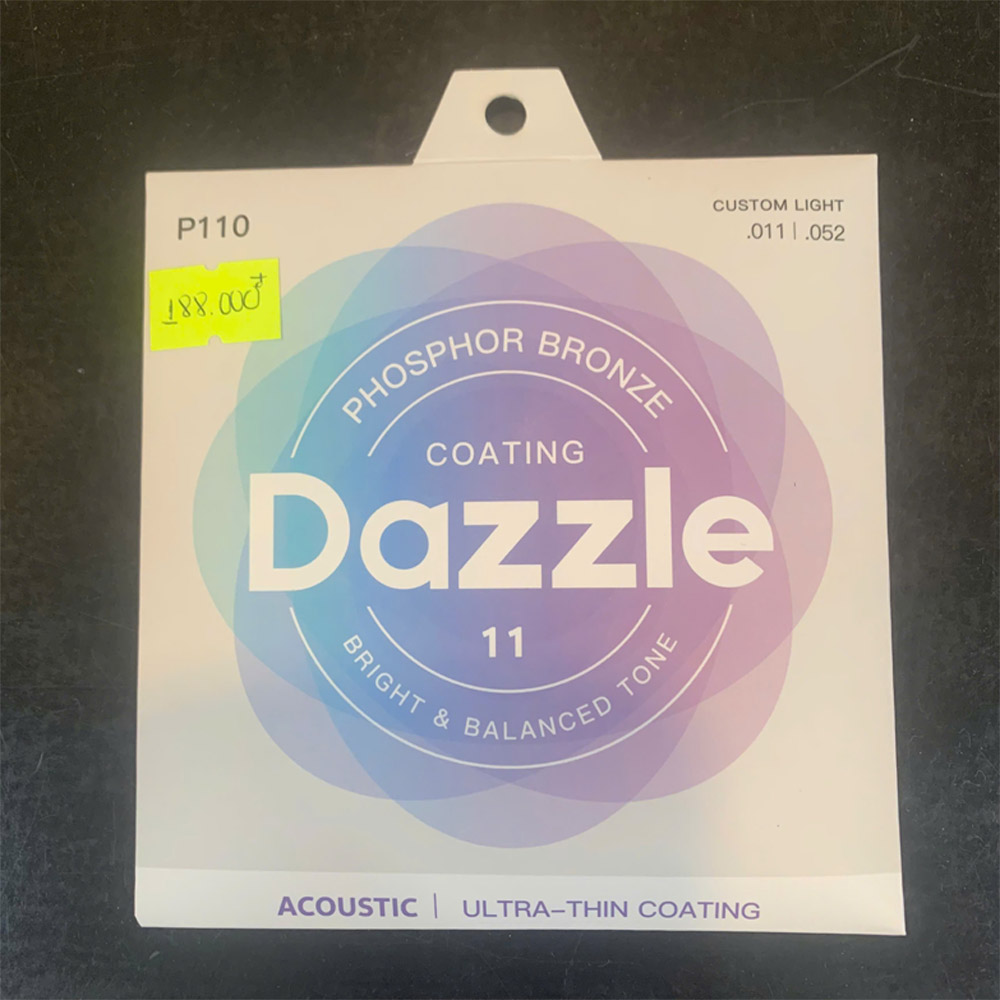 P110
CUSTOM LIGHT
.011 | .052
188.000đ
PHOSPHOR BRONZE
COATING
Dazzle
11
BRIGHT & BALANCED TONE
ACOUSTIC | ULTRA-THIN COATING